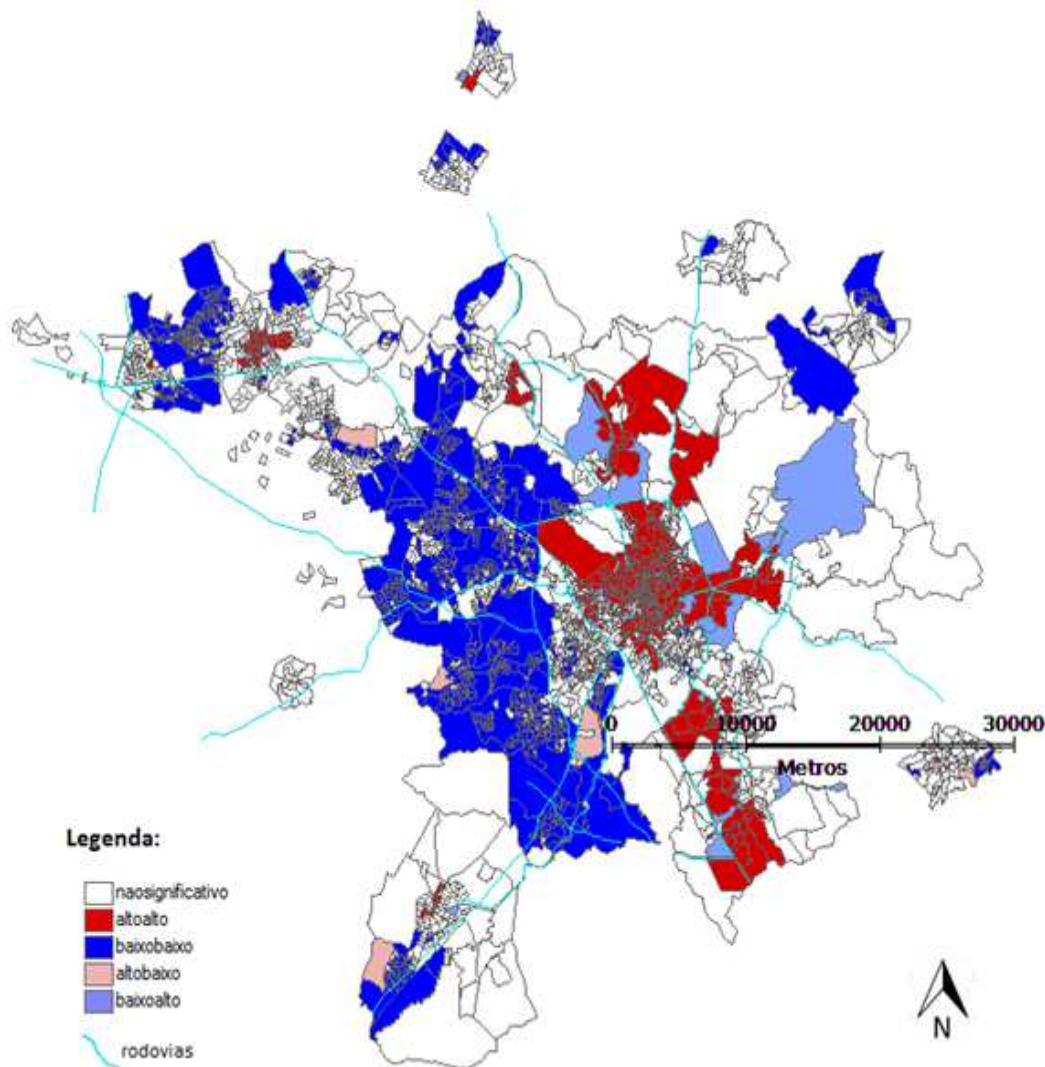 0 10000 20000 30000
Metros
Legenda:
naosignificativo
altoalto
baixobaixo
altobaixo
baixoalto
rodovias
N